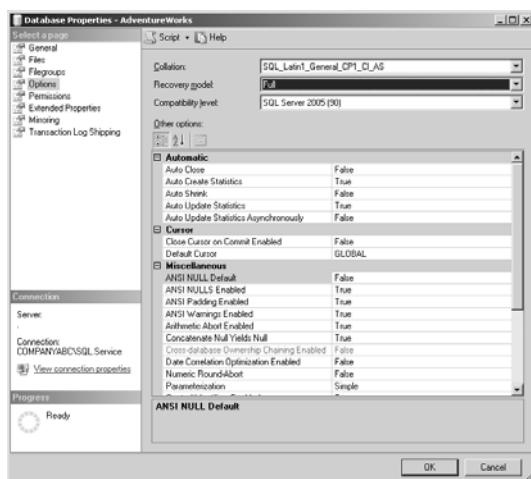 Database Properties - AdventureWorks
Select a page
General
Files
Filegroups
Options
Permissions
Extended Properties
Mirroring
Transaction Log Shipping
Script
Help
Collation: SQL_Latin1_General_CP1_CI_AS
Recovery model: Full
Compatibility level: SQL Server 2005 (90)
Other options:
Automatic
Auto Close False
Auto Create Statistics True
Auto Shrink False
Auto Update Statistics True
Auto Update Statistics Asynchronously False
Cursor
Close Cursor on Commit Enabled False
Default Cursor GLOBAL
Miscellaneous
ANSI NULL Default False
ANSI NULLS Enabled True
ANSI Padding Enabled True
ANSI Warnings Enabled True
Arithmetic Abort Enabled True
Concatenate Null Yields Null True
Cross-database Ownership Chaining Enabled False
Date Correlation Optimization Enabled False
Numeric Round-Abort False
Parameterization Simple
ANSI NULL Default
Connection
Server:
.
Connection:
COMPANYABC\SQL.Service
View connection properties
Progress
Ready
OK
Cancel